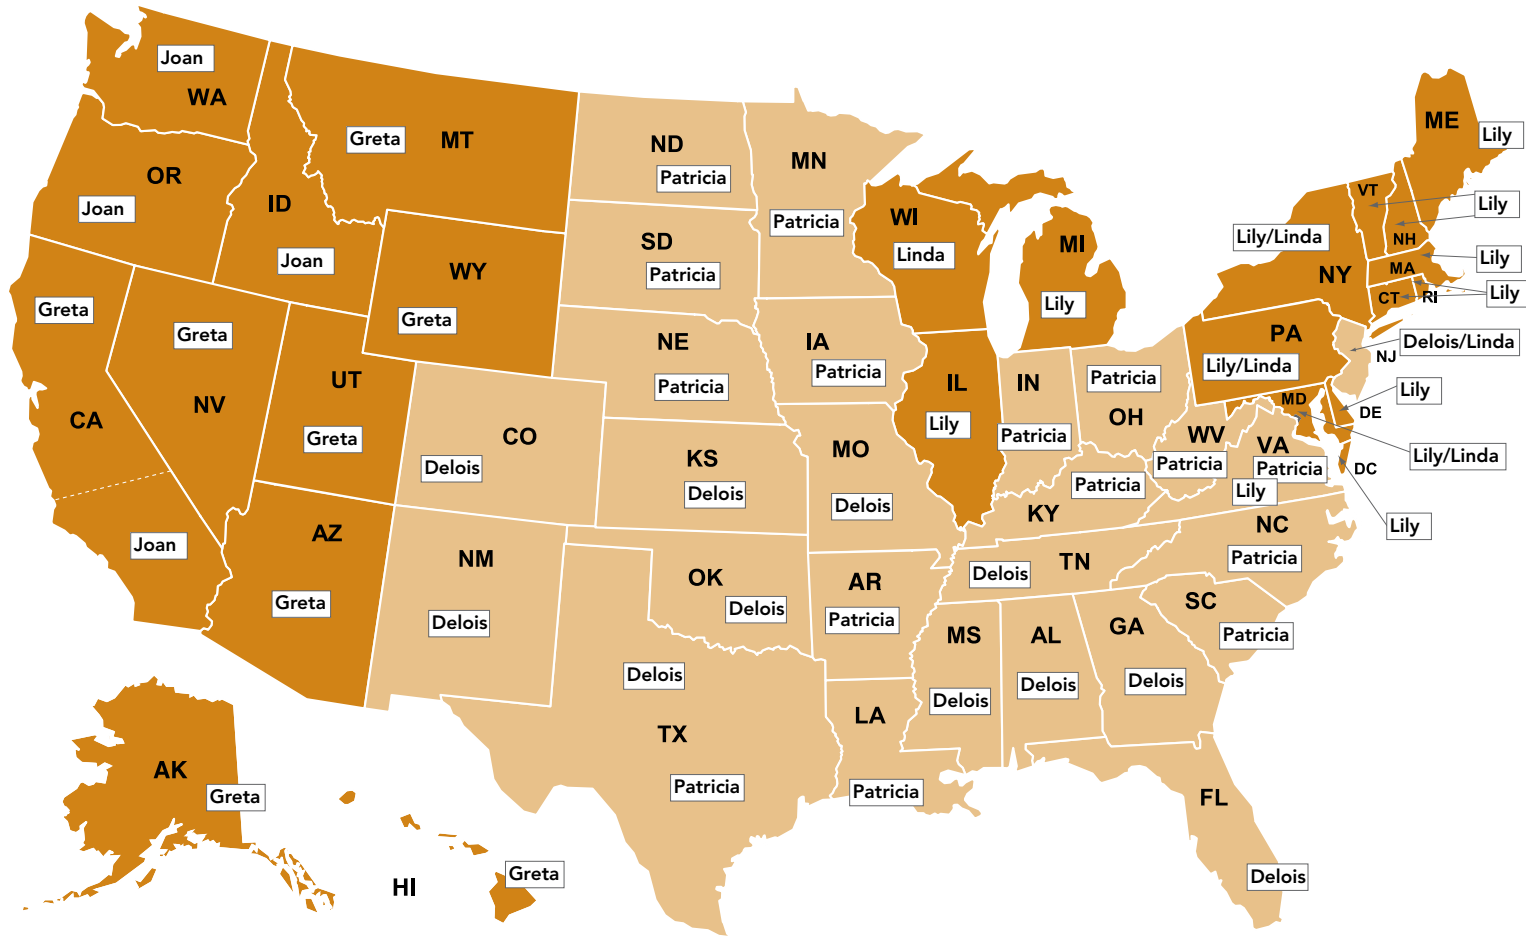 Joan
WA
OR
Joan
ID
Joan
Greta
MT
WY
Greta
Greta
CA
Joan
Greta
NV
UT
Greta
AZ
Greta
CO
Delois
NM
Delois
ND
Patricia
SD
Patricia
NE
Patricia
KS
Delois
OK
Delois
Delois
TX
Patricia
MN
Patricia
IA
Patricia
MO
Delois
AR
Patricia
LA
Patricia
WI
Linda
IL
Lily
MI
Lily
IN
Patricia
Patricia
OH
Patricia
KY
Delois
TN
MS
Delois
AL
Delois
GA
Delois
FL
Delois
SC
Patricia
NC
Patricia
WV
Patricia
VA
Patricia
Lily
ME
Lily
VT
Lily
NH
Lily
MA
Lily
CT
RI
Lily/Linda
NY
PA
Lily/Linda
Delois/Linda
NJ
Lily
DE
MD
Lily/Linda
DC
Lily
AK
Greta
HI
Greta